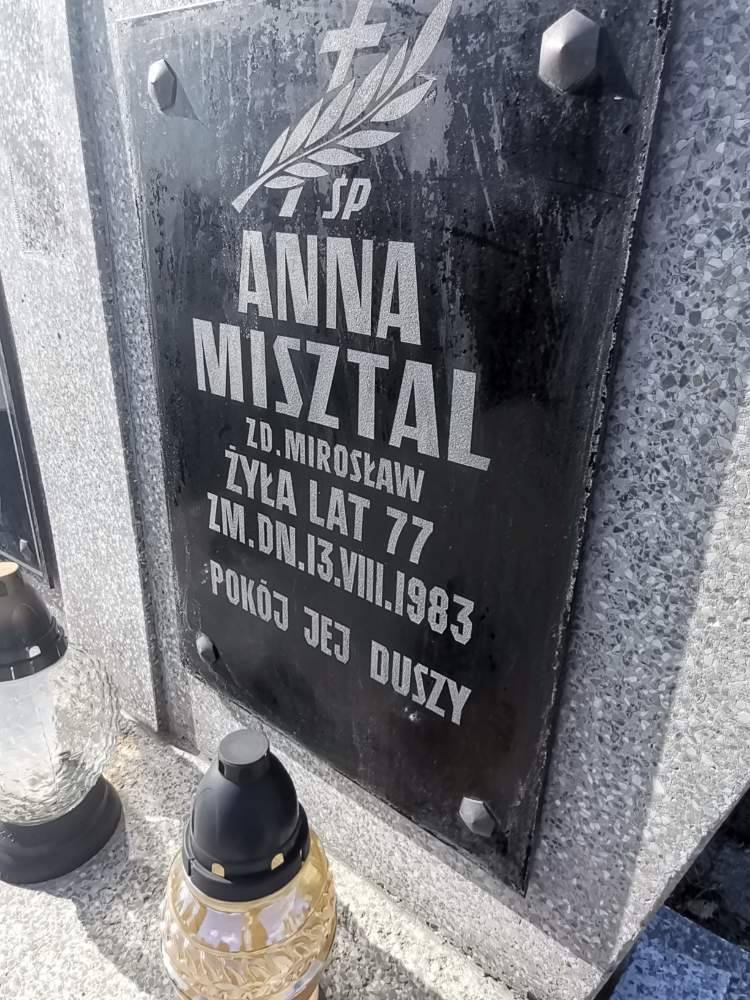 ŚP
ANNA
MISZTAL
ZD. MIROSŁAW
ŻYŁA LAT 77
ZM. DN. 13.VIII.1983
POKÓJ JEJ DUSZY